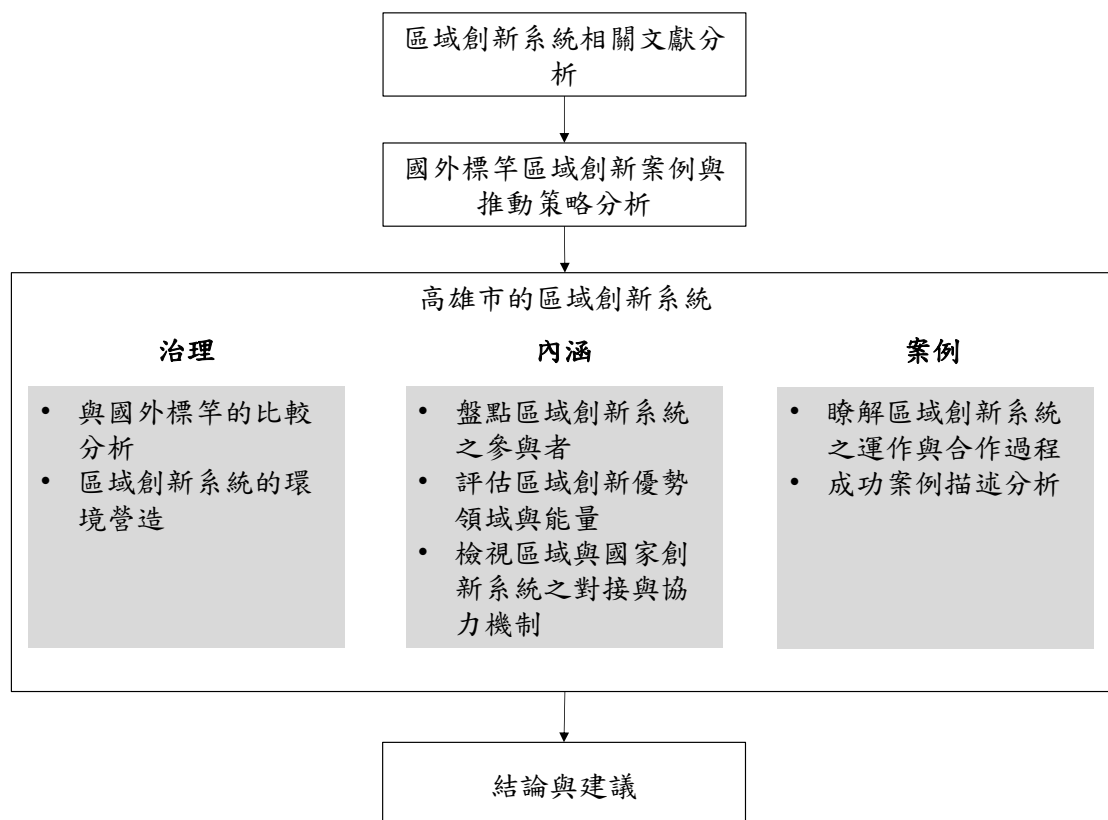 區域創新系統相關文獻分
析
國外標竿區域創新案例與
推動策略分析
高雄市的區域創新系統
治理
• 與國外標竿的比較
分析
• 區域創新系統的環
境營造
內涵
• 盤點區域創新系統
之參與者
• 評估區域創新優勢
領域與能量
• 檢視區域與國家創
新系統之對接與協
力機制
案例
• 瞭解區域創新系統
之運作與合作過程
• 成功案例描述分析
結論與建議